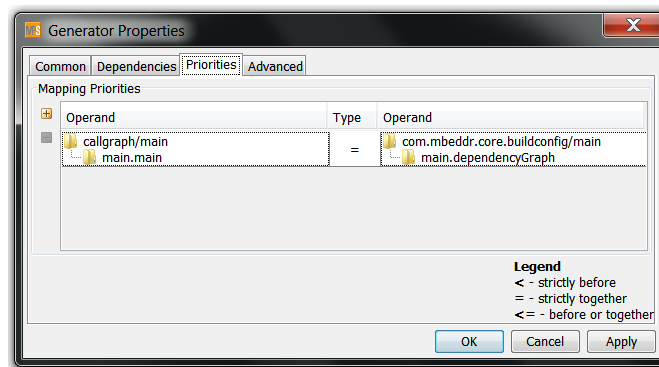 MPS Generator Properties
Common Dependencies Priorities Advanced
Mapping Priorities
Operand Type Operand
callgraph/main = com.mbeddr.core.buildconfig/main
main.main main.dependencyGraph
Legend
< - strictly before
= - strictly together
<= - before or together
OK Cancel Apply